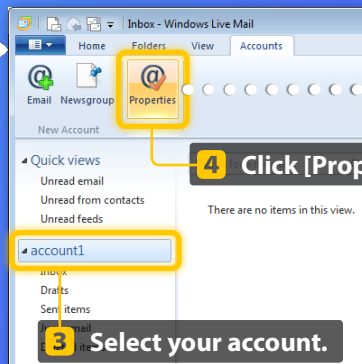 Inbox - Windows Live Mail
Home Folders View Accounts
Email Newsgroup Properties
New Account
4 Click [Prop
Quick views
Unread email
Unread from contacts
Unread feeds
There are no items in this view.
account1
Inbox
Drafts
Sent items
3 Select your account.